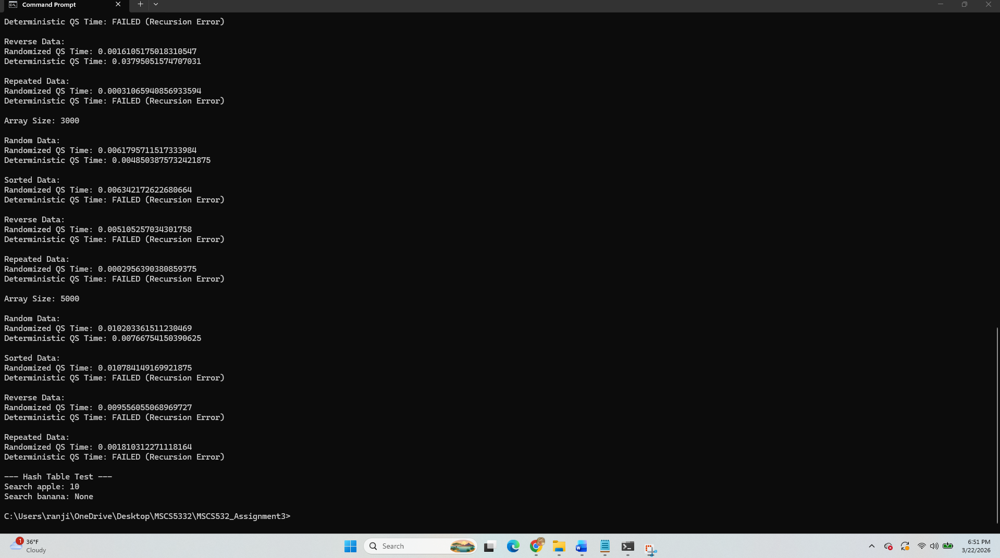 Command Prompt
Deterministic QS Time: FAILED (Recursion Error)
Reverse Data:
Randomized QS Time: 0.0016105175018310547
Deterministic QS Time: 0.03795051574707031
Repeated Data:
Randomized QS Time: 0.00031065940856933594
Deterministic QS Time: FAILED (Recursion Error)
Array Size: 3000
Random Data:
Randomized QS Time: 0.0061795711517333984
Deterministic QS Time: 0.0048503875732421875
Sorted Data:
Randomized QS Time: 0.006342172622680664
Deterministic QS Time: FAILED (Recursion Error)
Reverse Data:
Randomized QS Time: 0.005105257034301758
Deterministic QS Time: FAILED (Recursion Error)
Repeated Data:
Randomized QS Time: 0.0002956390380859375
Deterministic QS Time: FAILED (Recursion Error)
Array Size: 5000
Random Data:
Randomized QS Time: 0.010203361511230469
Deterministic QS Time: 0.00766754150390625
Sorted Data:
Randomized QS Time: 0.010784149169921875
Deterministic QS Time: FAILED (Recursion Error)
Reverse Data:
Randomized QS Time: 0.009556055068969727
Deterministic QS Time: FAILED (Recursion Error)
Repeated Data:
Randomized QS Time: 0.001810312271118164
Deterministic QS Time: FAILED (Recursion Error)
--- Hash Table Test ---
Search apple: 10
Search banana: None
C:\Users\ranji\OneDrive\Desktop\MSCS5332\MSCS532_Assignment3>
1
36°F
Cloudy
Search
6:51 PM
3/22/2026